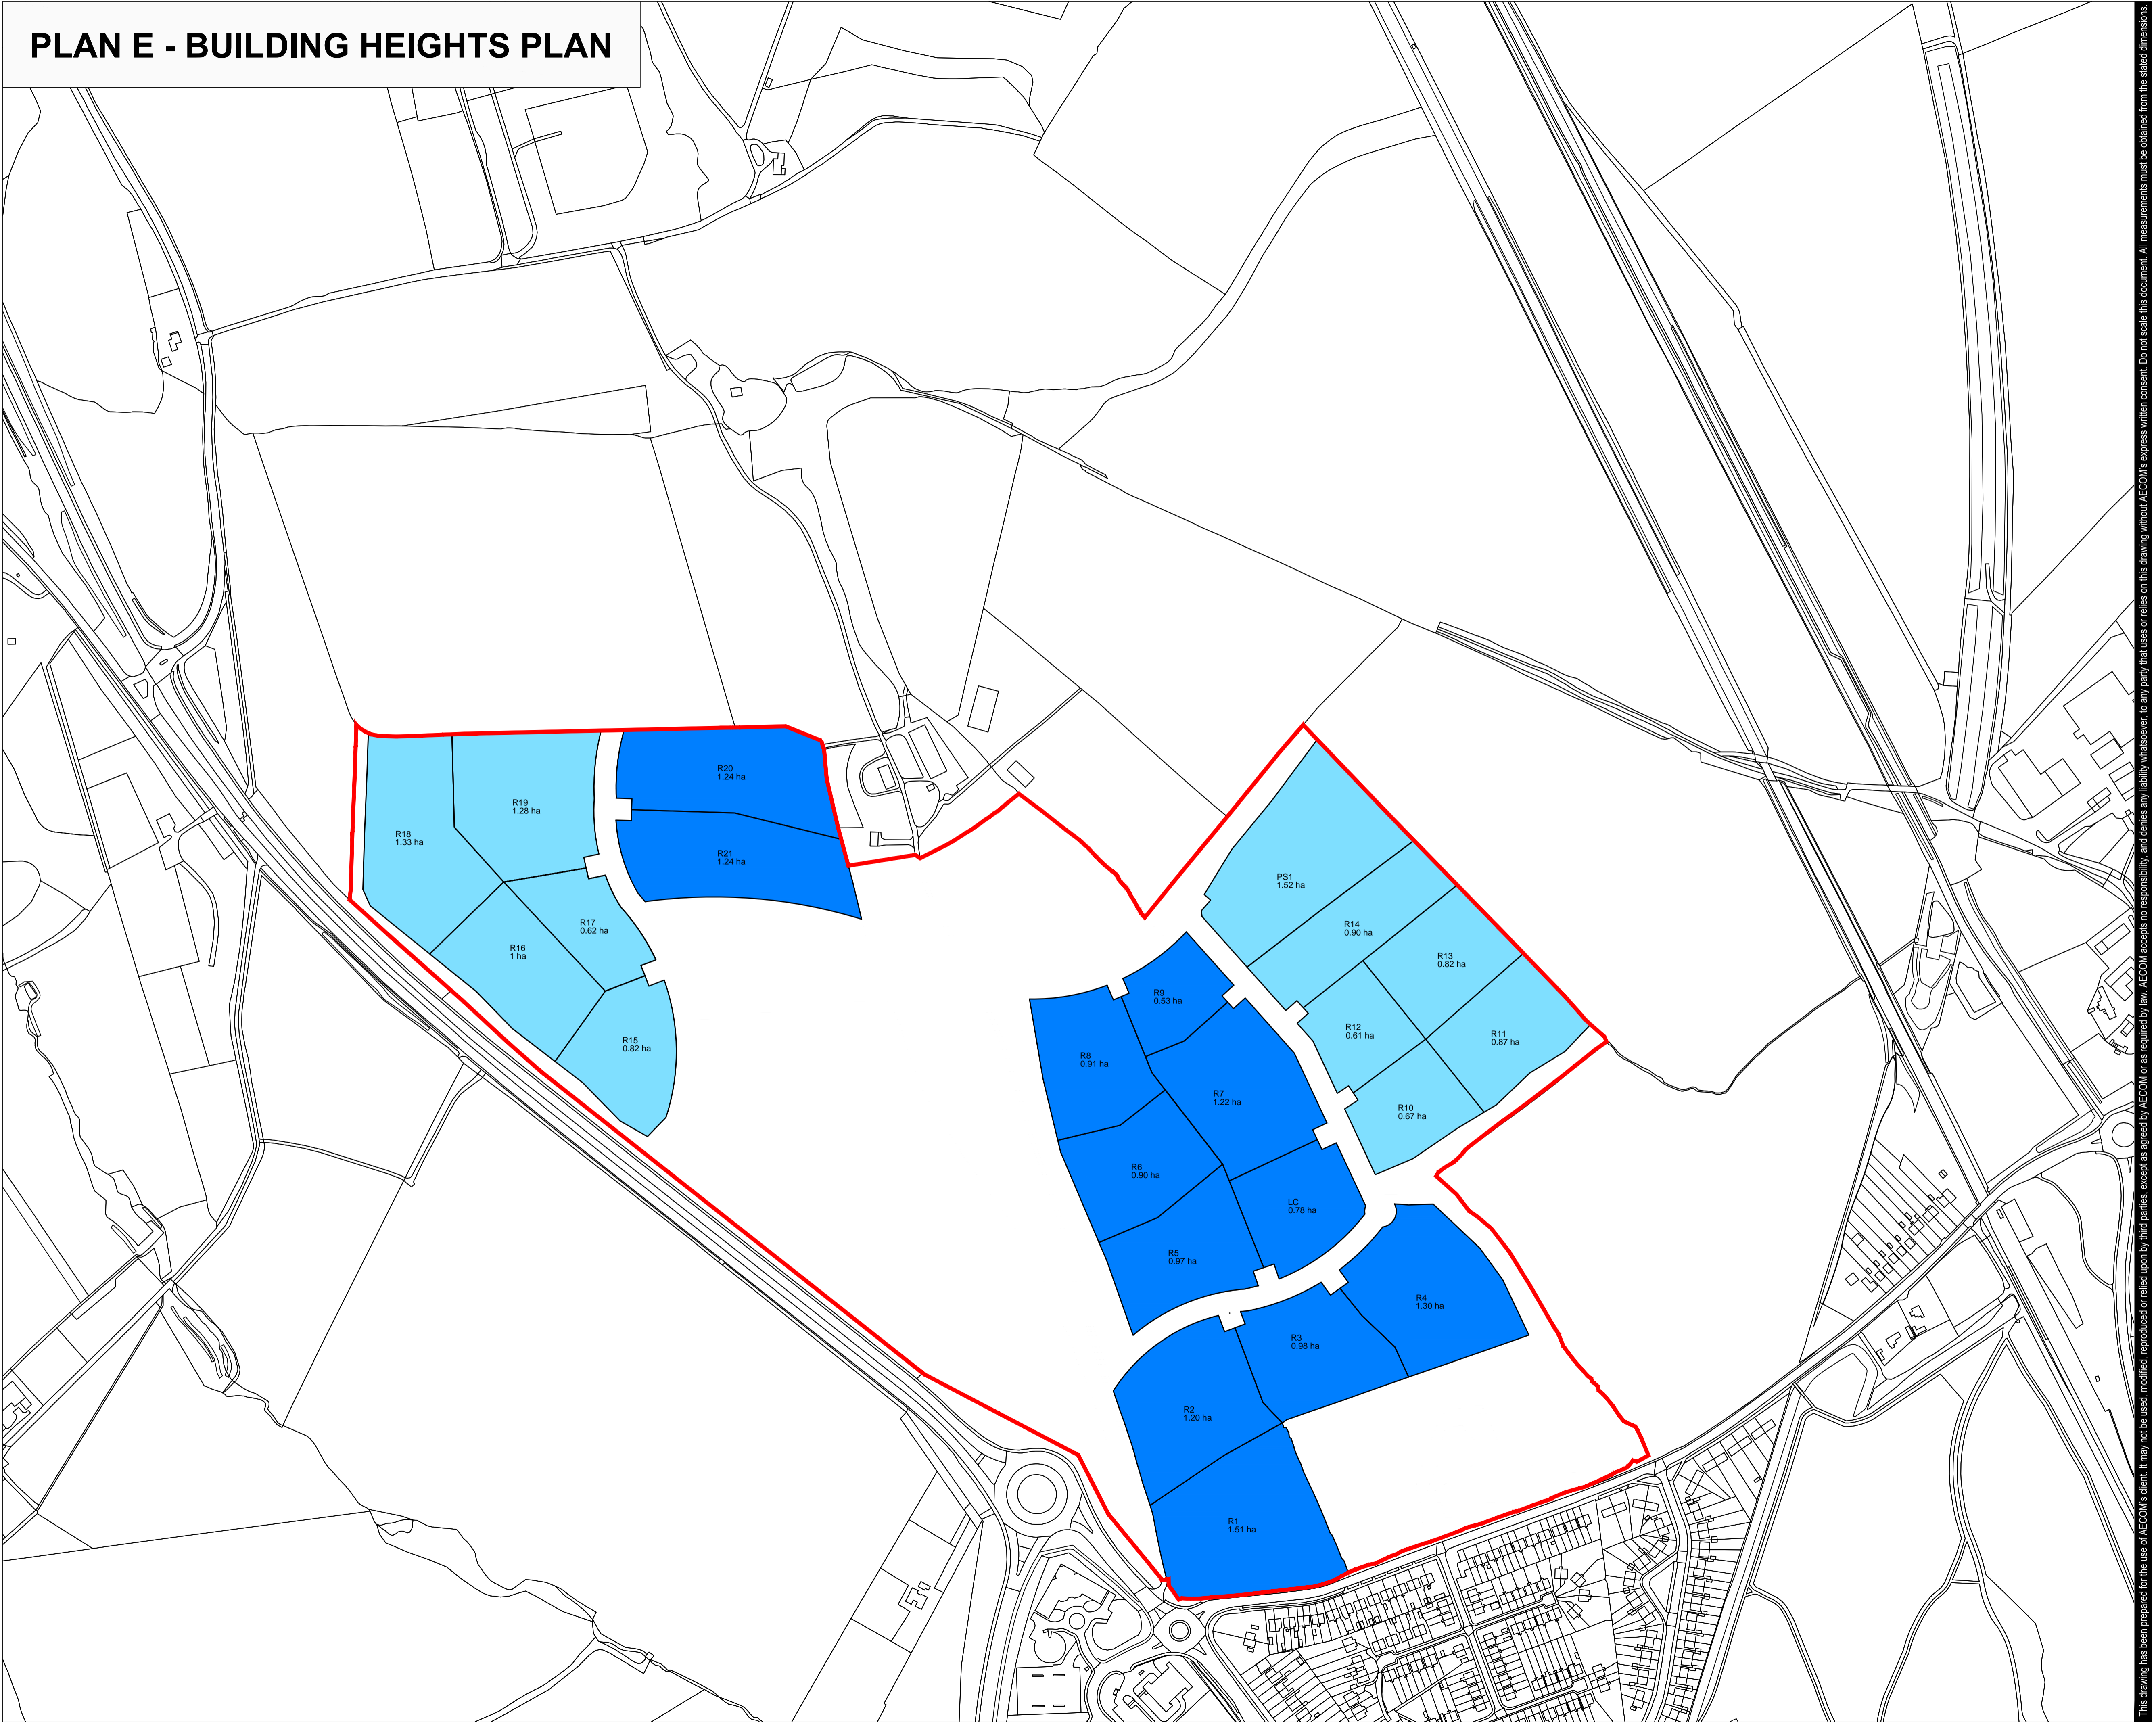 PLAN E - BUILDING HEIGHTS PLAN
R20
1.24 ha
R19
1.28 ha
R18
1.33 ha
R21
1.24 ha
R17
0.62 ha
R16
1 ha
R15
0.82 ha
PS1
1.52 ha
R14
0.90 ha
R13
0.82 ha
R9
0.53 ha
R12
0.61 ha
R11
0.87 ha
R8
0.91 ha
R7
1.22 ha
R10
0.67 ha
R6
0.90 ha
LC
0.78 ha
R5
0.97 ha
R4
1.30 ha
R3
0.98 ha
R2
1.20 ha
R1
1.51 ha
This drawing has been prepared for the use of AECOM's client. It may not be used, modified, reproduced or relied upon by third parties, except as agreed by AECOM or as required by law. AECOM accepts no responsibility, and denies any liability whatsoever, to any party that uses or relies on this drawing without AECOM's express written consent. Do not scale this document. All measurements must be obtained from the stated dimensions.